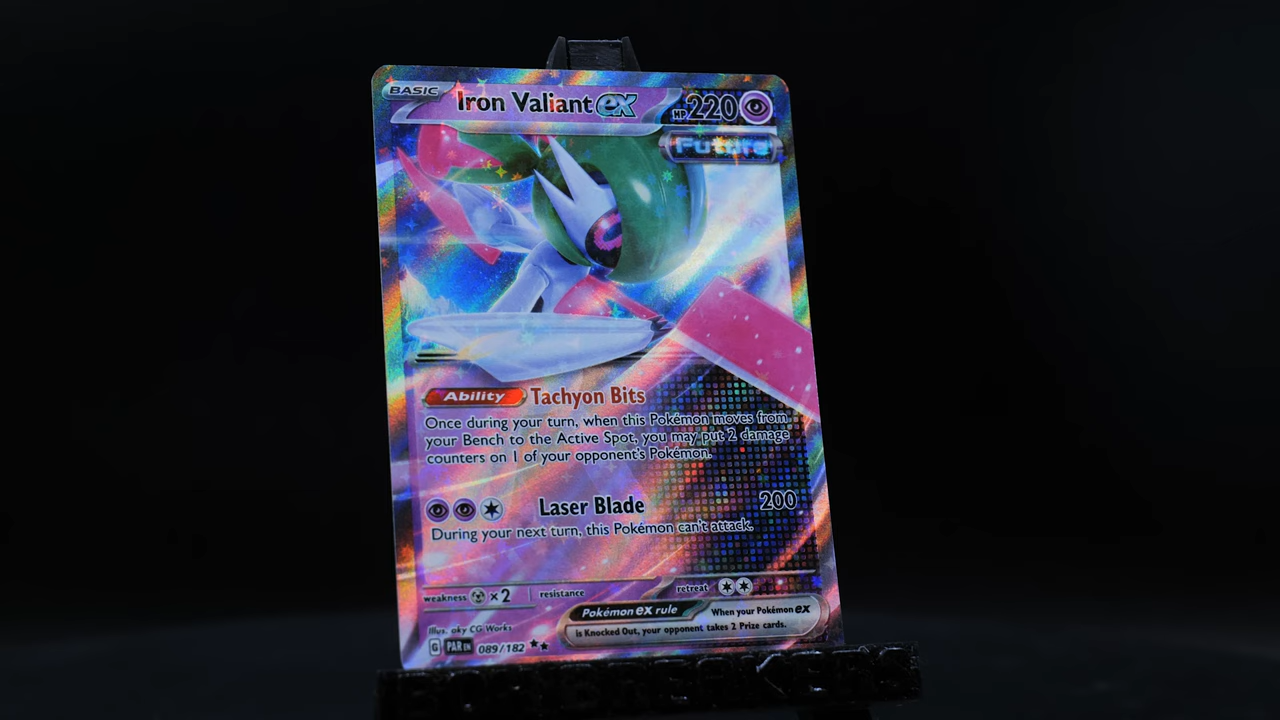 BASIC Iron Valiant ex HP 220
Future
Ability Tachyon Bits
Once during your turn, when this Pokémon moves from
your Bench to the Active Spot, you may put 2 damage
counters on 1 of your opponent's Pokémon.
Laser Blade 200
During your next turn, this Pokémon can't attack.
weakness ×2 resistance retreat
Pokémon ex rule When your Pokémon ex
is Knocked Out, your opponent takes 2 Prize cards.
Illus. aky CG Works
G PAR EN 089/182